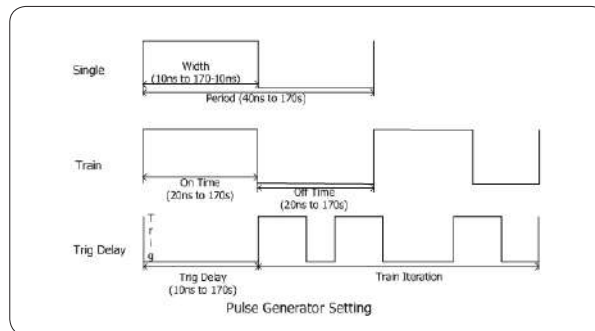 Single
Width
(10ns to 170-10ns)
Period (40ns to 170s)
Train
On Time
(20ns to 170s)
Off Time
(20ns to 170s)
Trig Delay
Trig
Trig Delay
(10ns to 170s)
Train Iteration
Pulse Generator Setting